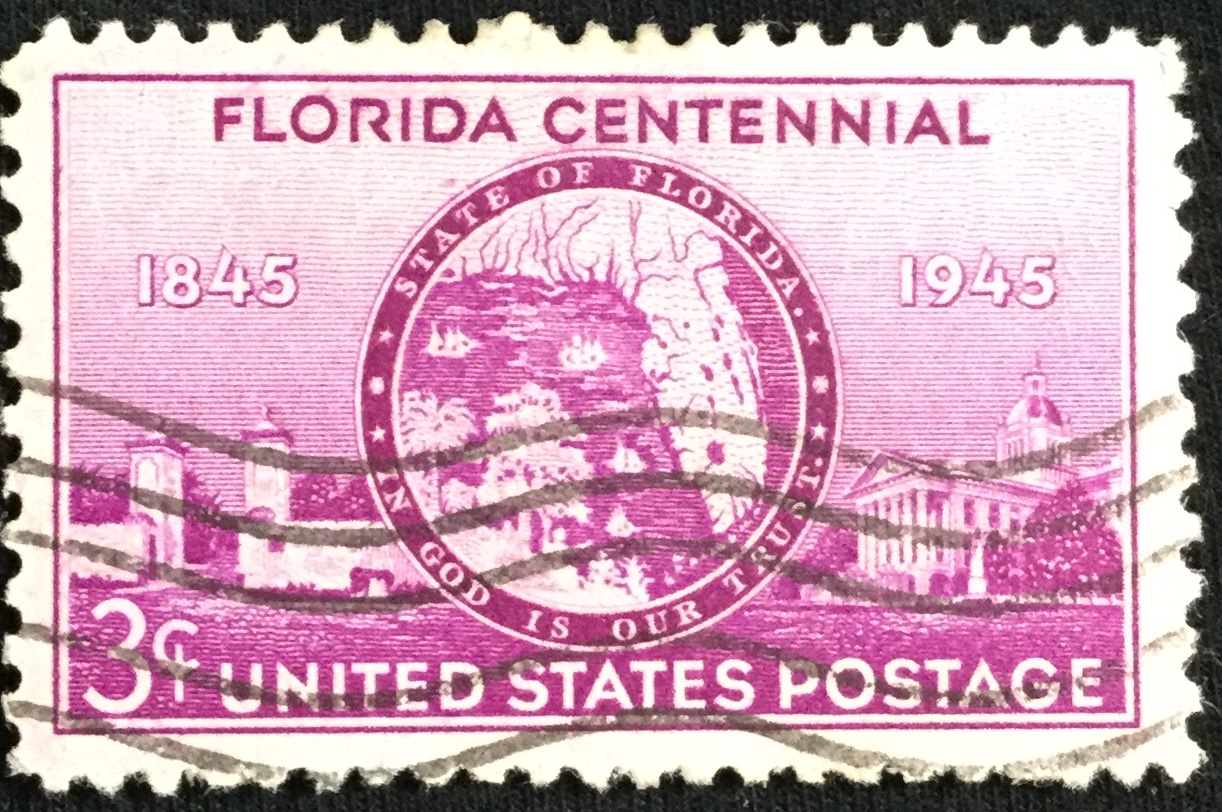 FLORIDA CENTENNIAL
STATE OF FLORIDA.
1845
1945
IN GOD IS OUR TRUST.
3¢ UNITED STATES POSTAGE